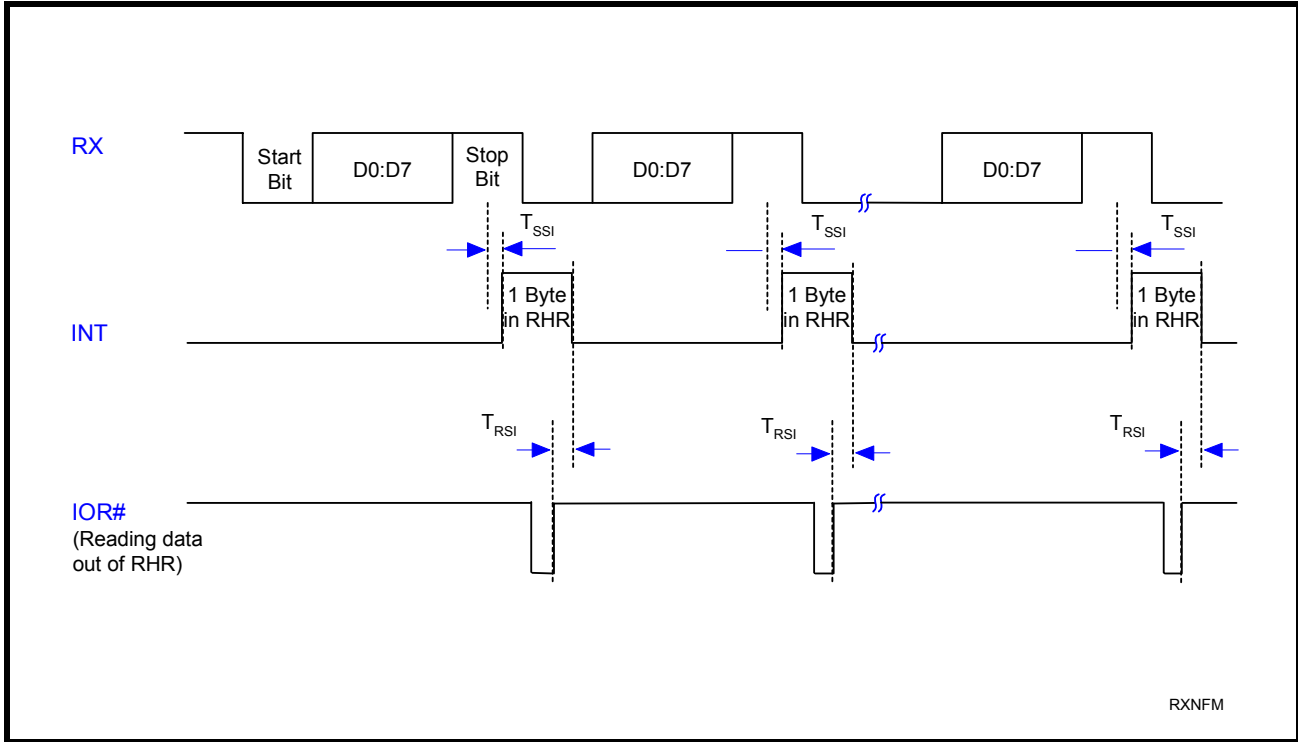 RX
Start
Bit
D0:D7
Stop
Bit
D0:D7
D0:D7
TSSI
TSSI
TSSI
INT
1 Byte
in RHR
1 Byte
in RHR
1 Byte
in RHR
TRSI
TRSI
TRSI
IOR#
(Reading data
out of RHR)
RXNFM